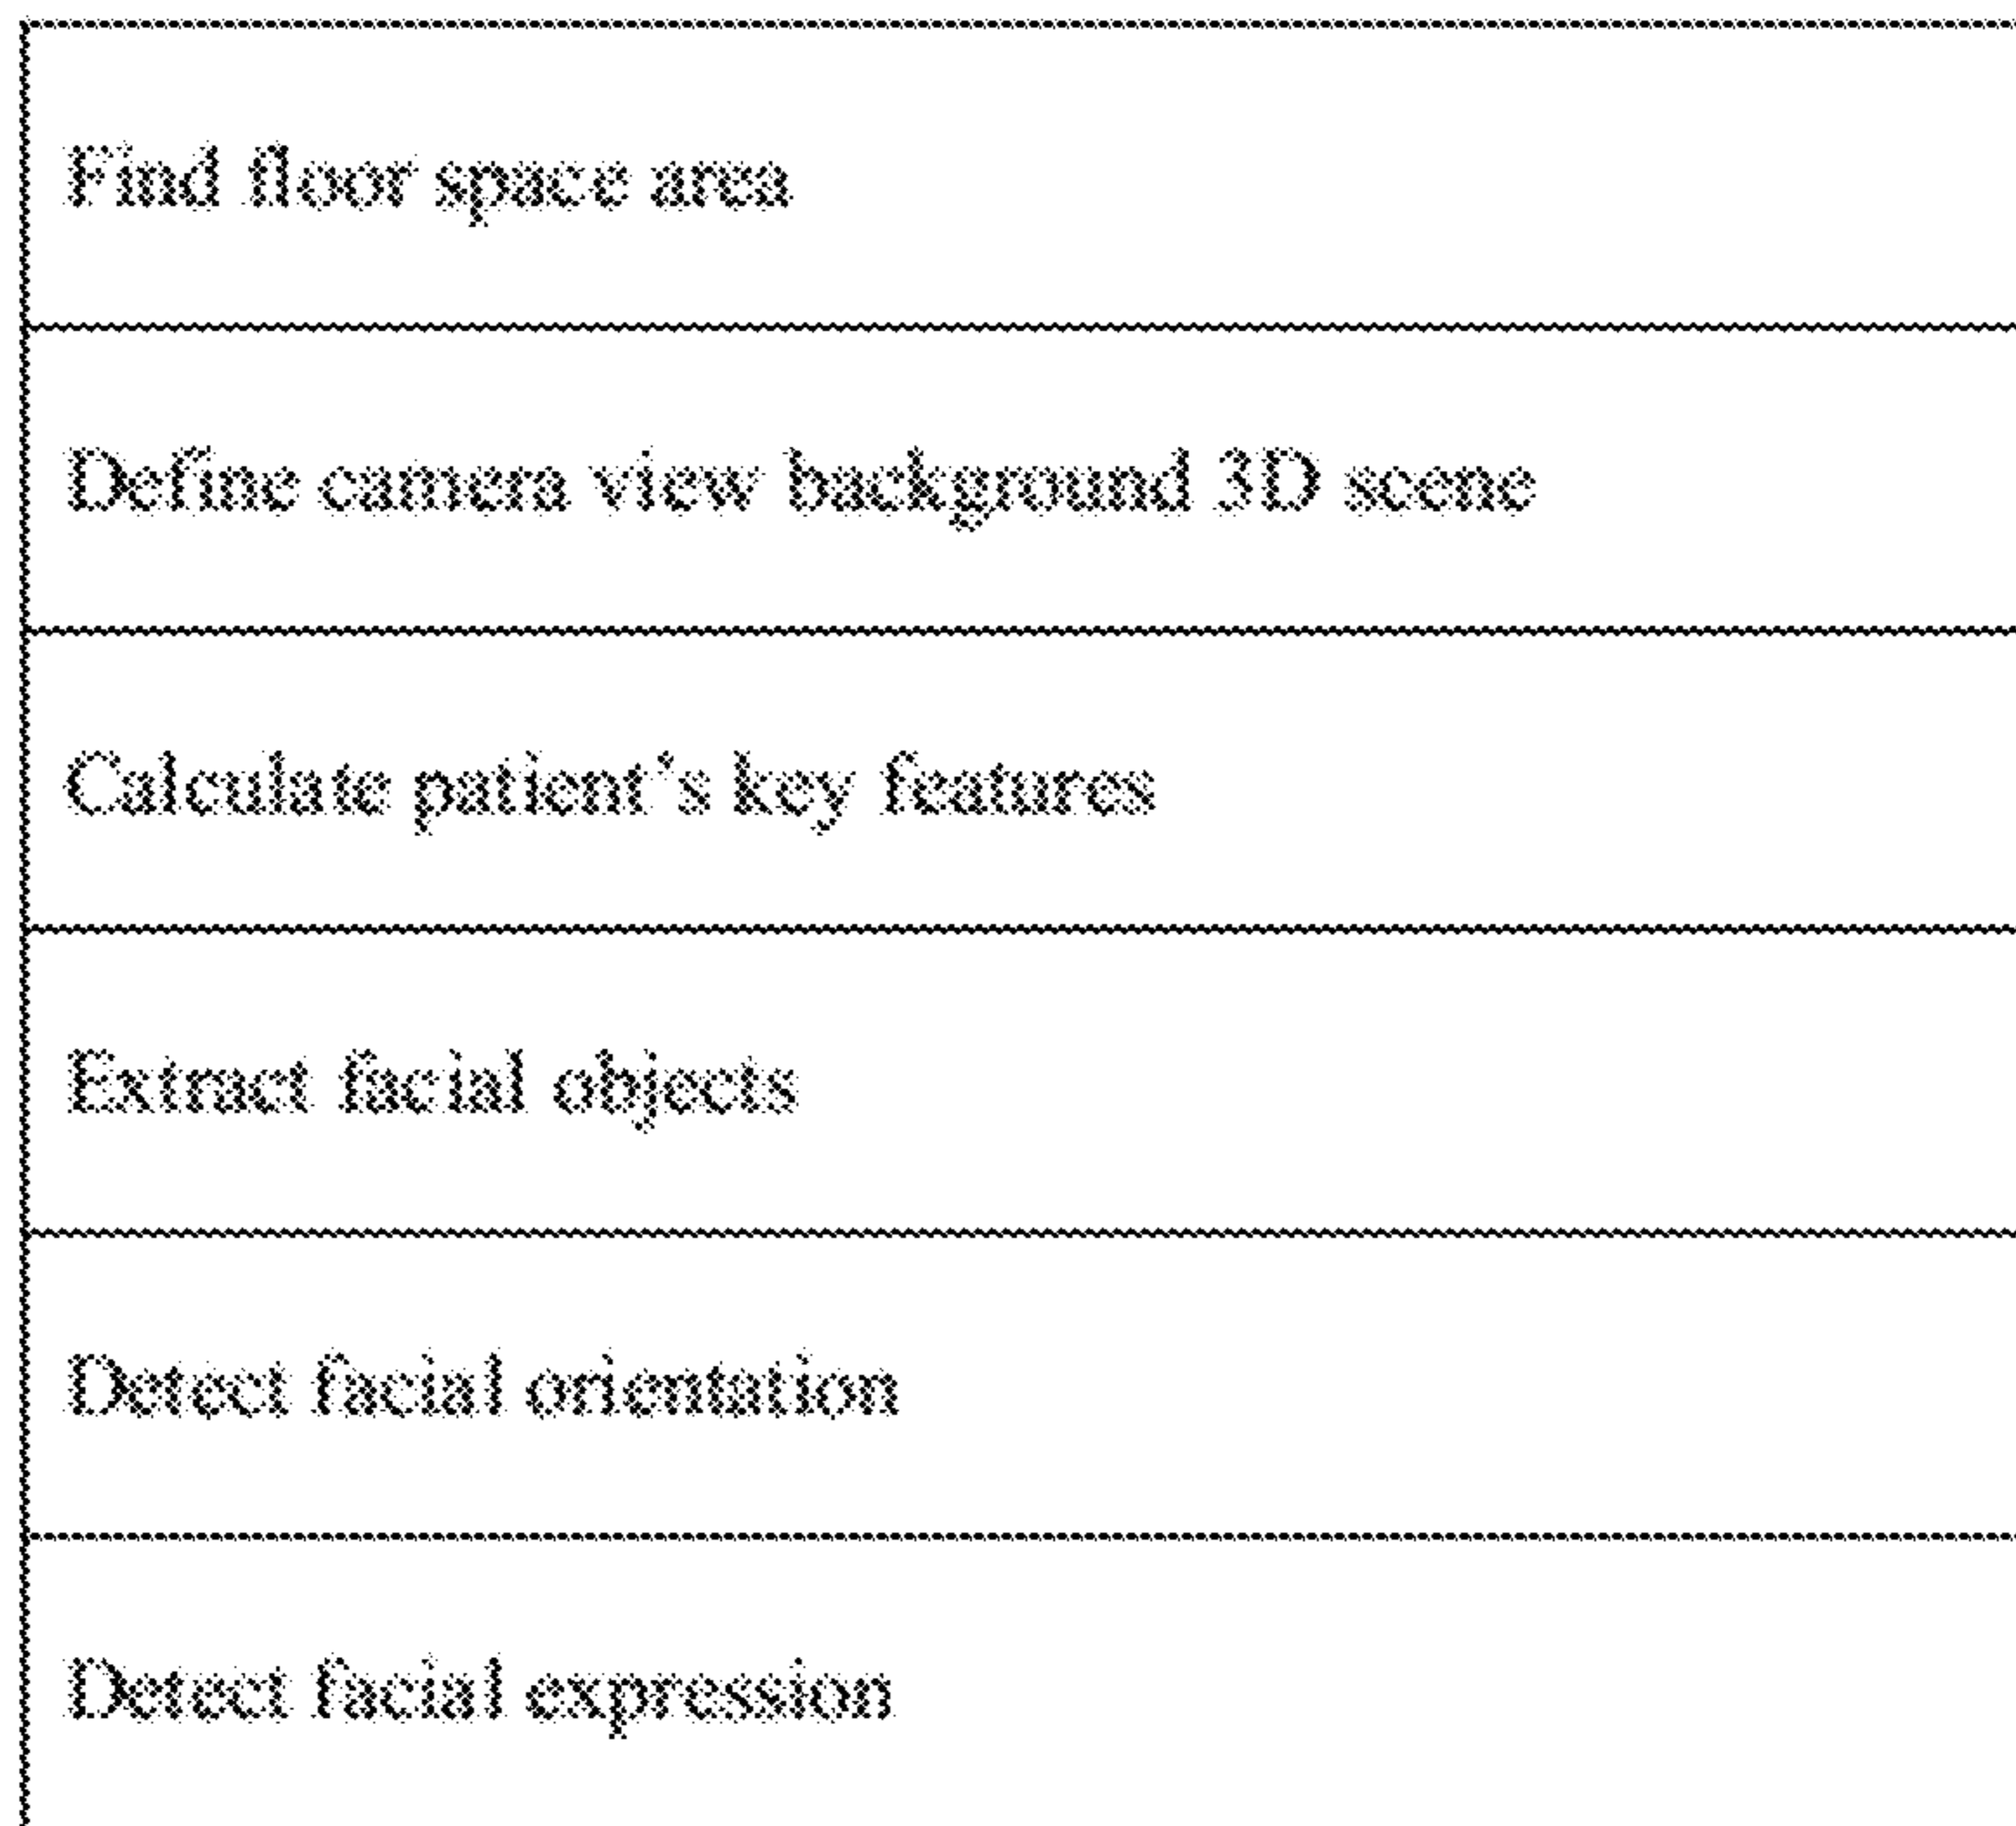 Find floor space area
Define camera view background 3D scene
Calculate patient's key features
Extract facial objects
Detect facial orientation
Detect facial expression